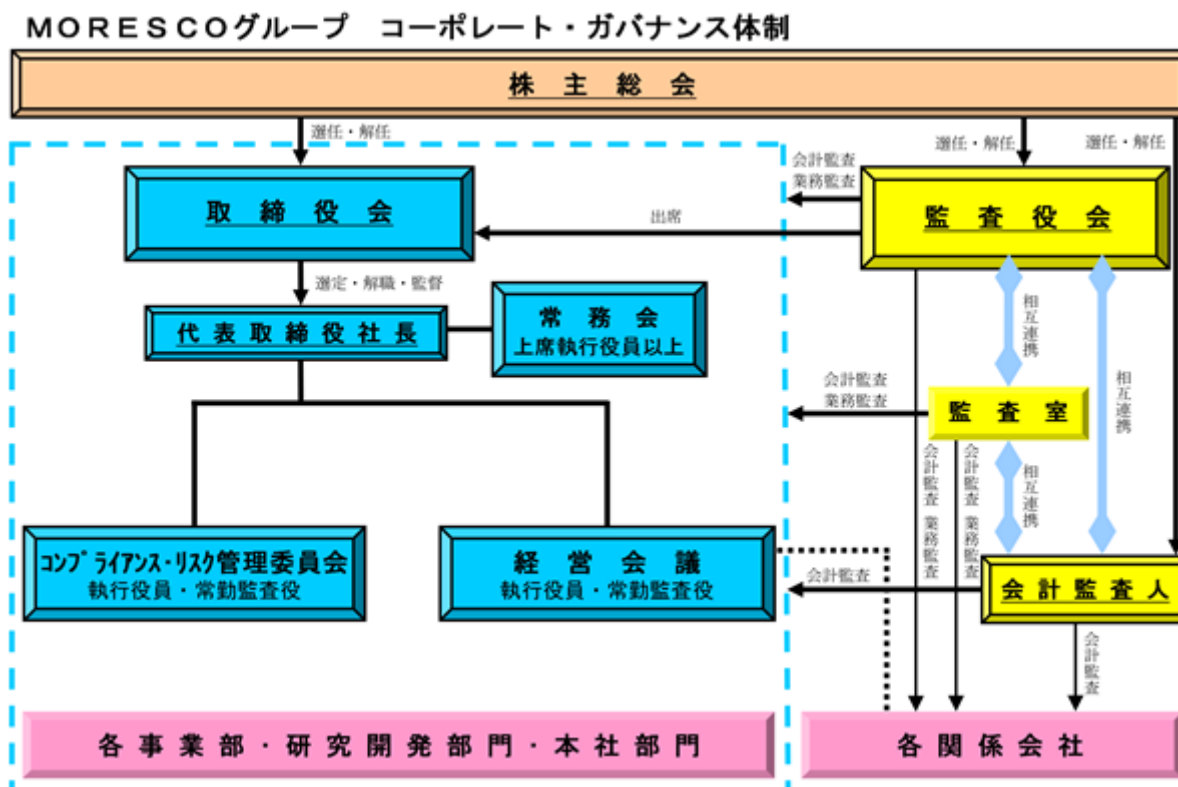 MORESCOグループ　コーポレート・ガバナンス体制
株主総会
選任・解任
選任・解任
選任・解任
会計監査
業務監査
取締役会
監査役会
出席
選定・解職・監督
代表取締役社長
常務会
上席執行役員以上
相互連携
相互連携
会計監査
業務監査
監査室
会計監査 業務監査
会計監査 業務監査
相互連携
コンプライアンス・リスク管理委員会
執行役員・常勤監査役
経営会議
執行役員・常勤監査役
会計監査
会計監査人
会計監査
各事業部・研究開発部門・本社部門
各関係会社